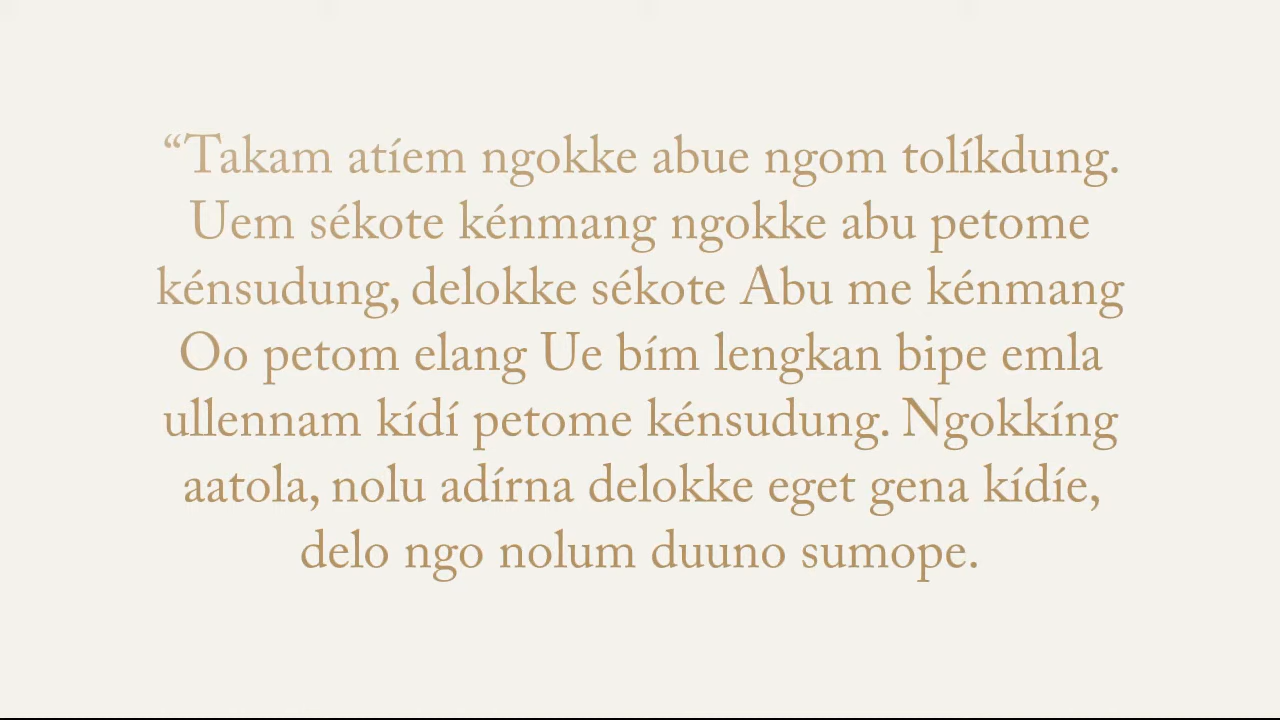 “Takam atíem ngokke abue ngom tolíkdung.
Uem sékote kénmang ngokke abu petome
kénsudung, delokke sékote Abu me kénmang
Oo petom elang Ue bím lengkan bipe emla
ullennam kídí petome kénsudung. Ngokkíng
aatola, nolu adírna delokke eget gena kídíe,
delo ngo nolum duuno sumope.